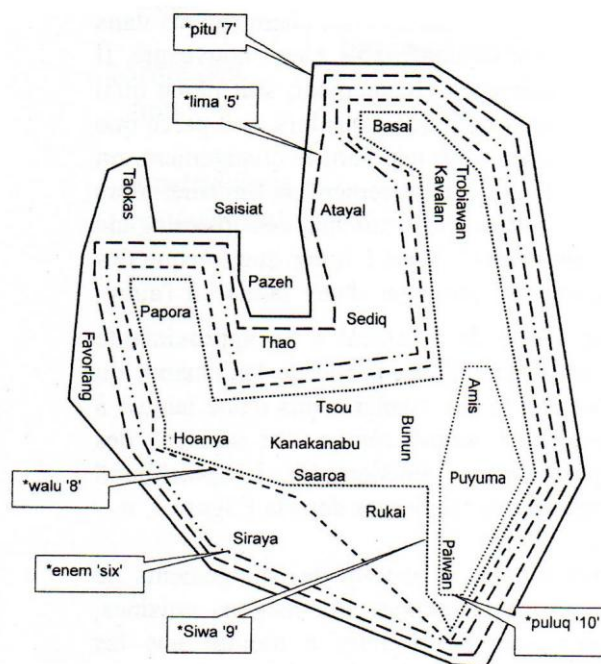 *pitu '7'
*lima '5'
Basai
Trobiawan
Kavalan
Taokas
Saisiat
Atayal
Pazeh
Papora
Sediq
Thao
Favorlang
Tsou
Amis
Hoanya
Kanakanabu
Bunun
Saaroa
Puyuma
*walu '8'
Rukai
Siraya
Paiwan
*enem 'six'
*Siwa '9'
*puluq '10'